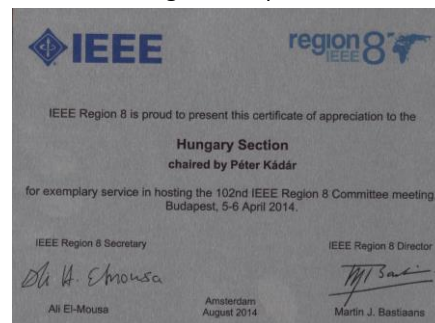 IEEE
region 8
IEEE
IEEE Region 8 is proud to present this certificate of appreciation to the
Hungary Section
chaired by Péter Kádár
for exemplary service in hosting the 102nd IEEE Region 8 Committee meeting
Budapest, 5-6 April 2014.
IEEE Region 8 Secretary
IEEE Region 8 Director
Ali El-Mousa
Amsterdam
August 2014
Martin J. Bastiaans